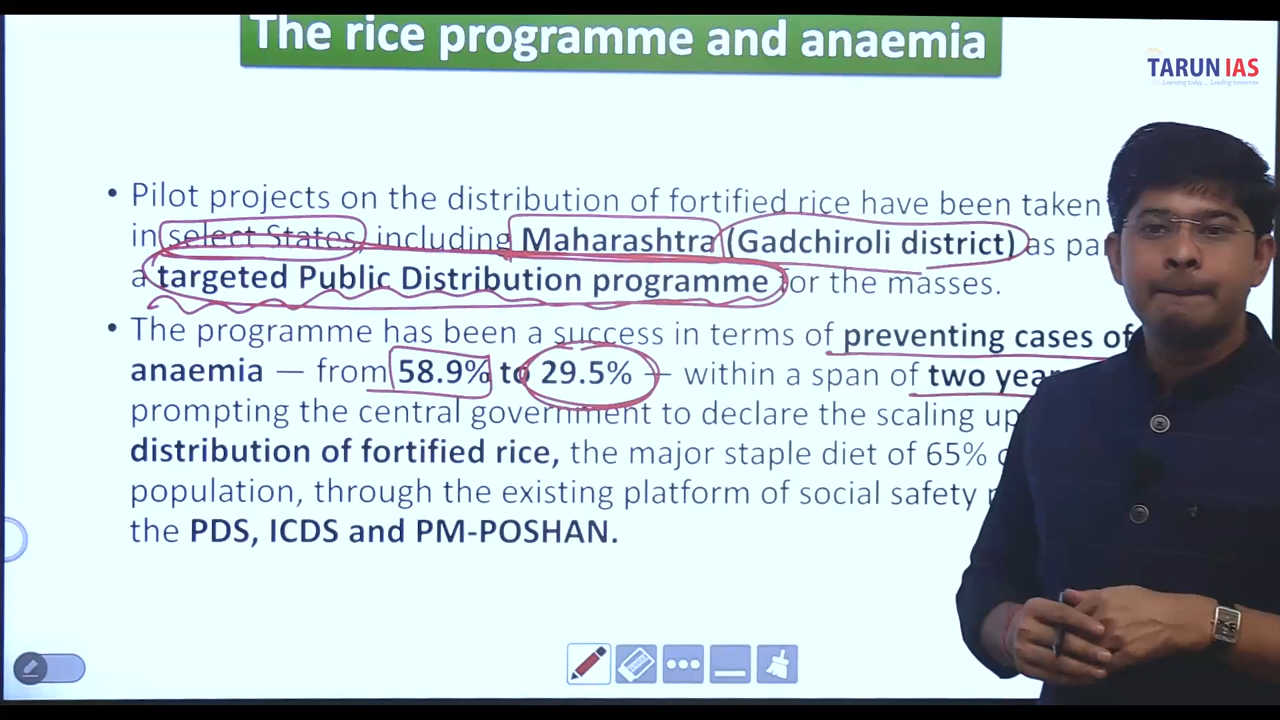 The rice programme and anaemia
TARUN IAS
Learning today ... Leading tomorrow
• Pilot projects on the distribution of fortified rice have been taken
in select States, including Maharashtra (Gadchiroli district) as
a targeted Public Distribution programme for the masses.
• The programme has been a success in terms of preventing cases of
anaemia — from 58.9% to 29.5% — within a span of two
prompting the central government to declare the scaling up
distribution of fortified rice, the major staple diet of 65%
population, through the existing platform of social safety
the PDS, ICDS and PM-POSHAN.